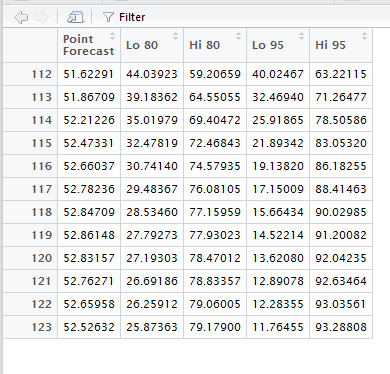 Filter
Point Forecast Lo 80 Hi 80 Lo 95 Hi 95
112 51.62291 44.03923 59.20659 40.02467 63.22115
113 51.86709 39.18362 64.55055 32.46940 71.26477
114 52.21226 35.01979 69.40472 25.91865 78.50586
115 52.47331 32.47819 72.46843 21.89342 83.05320
116 52.66037 30.74140 74.57935 19.13820 86.18255
117 52.78236 29.48367 76.08105 17.15009 88.41463
118 52.84709 28.53460 77.15959 15.66434 90.02985
119 52.86148 27.79273 77.93023 14.52214 91.20082
120 52.83157 27.19303 78.47012 13.62080 92.04235
121 52.76271 26.69186 78.83357 12.89078 92.63464
122 52.65958 26.25912 79.06005 12.28355 93.03561
123 52.52632 25.87363 79.17900 11.76455 93.28808